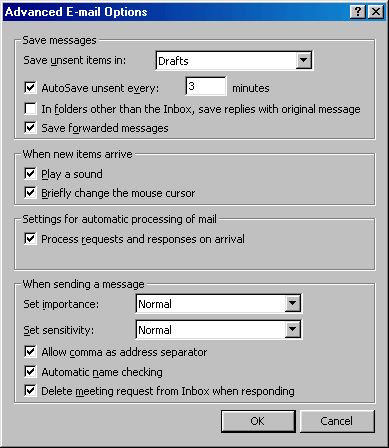 Advanced E-mail Options
Save messages
Save unsent items in: Drafts
AutoSave unsent every: 3 minutes
In folders other than the Inbox, save replies with original message
Save forwarded messages
When new items arrive
Play a sound
Briefly change the mouse cursor
Settings for automatic processing of mail
Process requests and responses on arrival
When sending a message
Set importance: Normal
Set sensitivity: Normal
Allow comma as address separator
Automatic name checking
Delete meeting request from Inbox when responding
OK Cancel